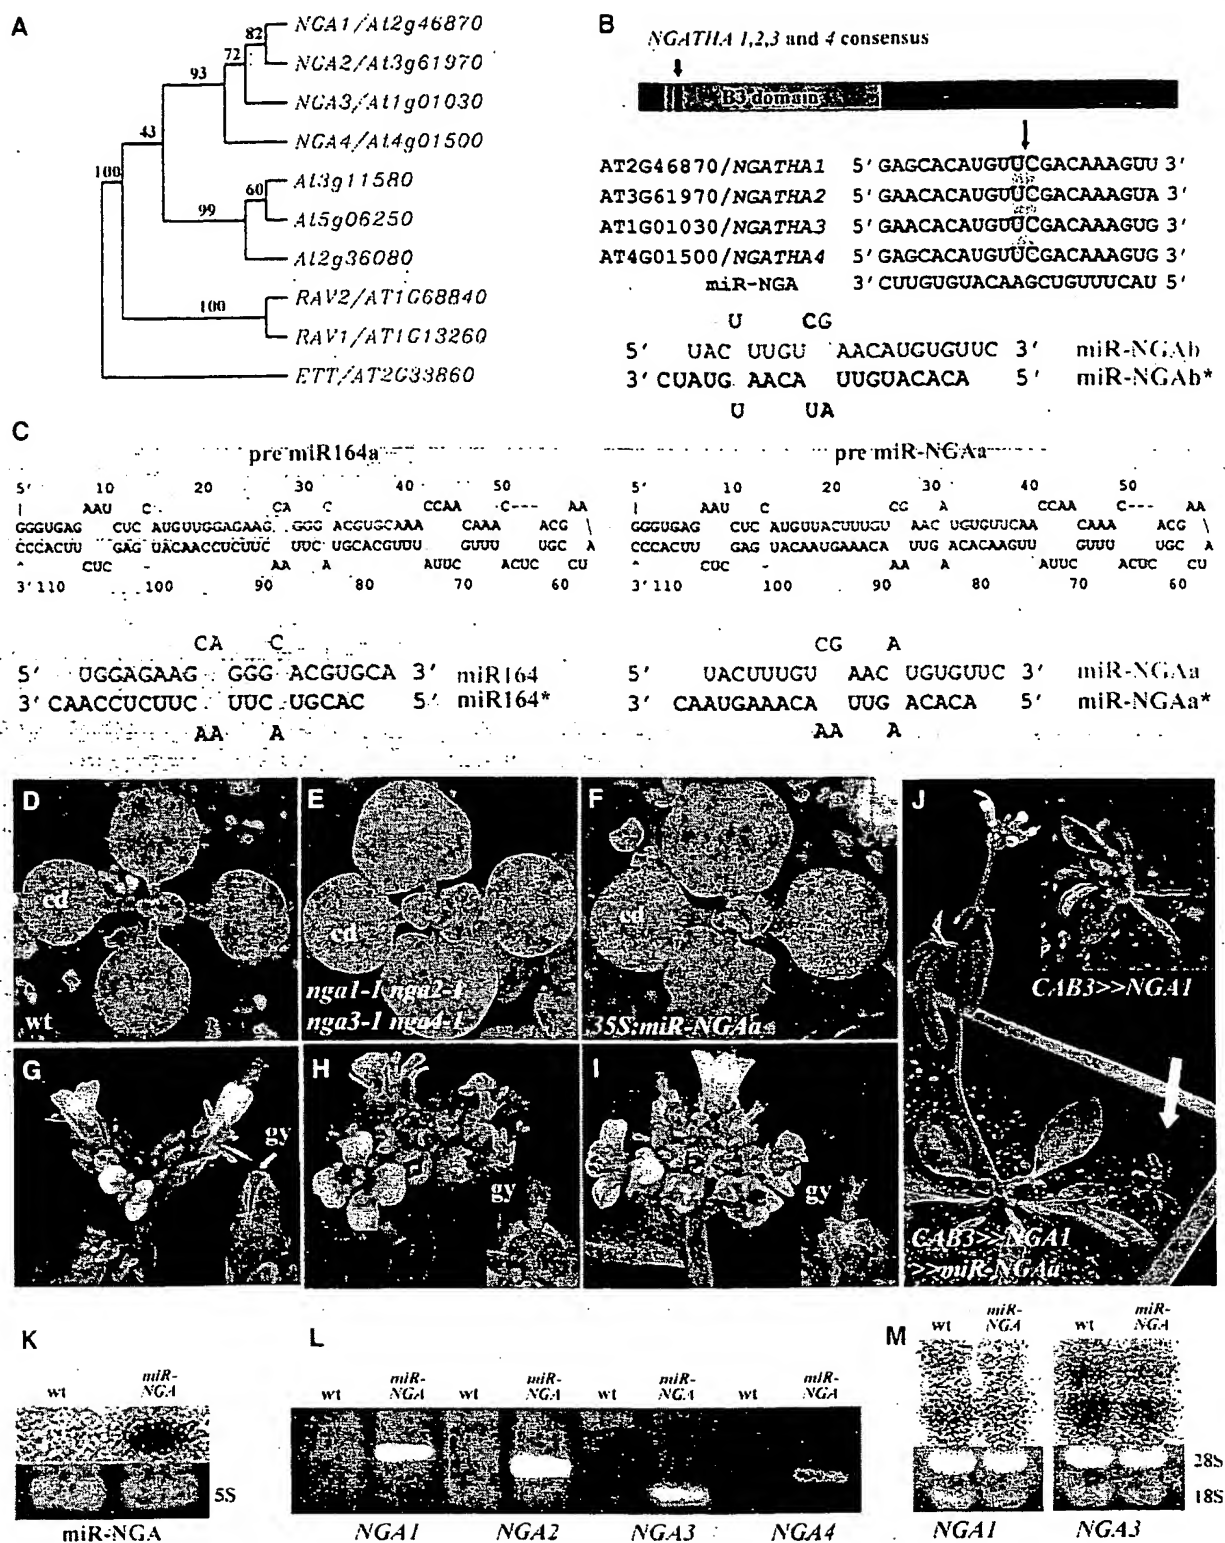 A
NGA1/At2g46870
82
72
NGA2/At3g61970
93
NGA3/At1g01030
43
NGA4/At4g01500
100
At3g11580
60
99
At5g06250
At2g36080
RAV2/AT1G68840
100
RAV1/AT1G13260
ETT/AT2G33860
B
NGATHA 1,2,3 and 4 consensus
B3 domain
AT2G46870/NGATHA1 5' GAGCACAUGUUCGACAAAGUU 3'
AT3G61970/NGATHA2 5' GAACACAUGUUCGACAAAGUA 3'
AT1G01030/NGATHA3 5' GAACACAUGUUCGACAAAGUG 3'
AT4G01500/NGATHA4 5' GAGCACAUGUUCGACAAAGUG 3'
miR-NGA 3' CUUGUGUACAAGCUGUUUCAU 5'
U CG
5' UAC UUGU AACAUGUGUUC 3' miR-NGAb
3' CUAUG AACA UUGUACACA 5' miR-NGAb*
U UA
C
pre miR164a
5' 10 20 30 40 50
AAU C CA C CCAA C--- AA
GGGUGAG CUC AUGUUGGAGAAG GGG ACGUGCAAA CAAA ACG \
CCCACUU GAG UACAACCUCUUC UUC UGCACGUUU GUUU UGC A
^ CUC - AA A AUUC ACUC CU
3' 110 100 90 80 70 60
pre miR-NGAa
5' 10 20 30 40 50
AAU C CG A CCAA C--- AA
GGGUGAG CUC AUGUUACUUUGU AAC UGUGUUCAA CAAA ACG \
CCCACUU GAG UACAAUGAAACA UUG ACACAAGUU GUUU UGC A
^ CUC - AA A AUUC ACUC CU
3' 110 100 90 80 70 60
CA C
5' UGGAGAAG GGG ACGUGCA 3' miR164
3' CAACCUCUUC UUC UGCAC 5' miR164*
AA A
CG A
5' UACUUUGU AAC UGUGUUC 3' miR-NGAa
3' CAAUGAAACA UUG ACACA 5' miR-NGAa*
AA A
D
cd
wt
E
cd
nga1-1 nga2-1
nga3-1 nga4-1
F
cd
35S:miR-NGAa
G
gy
H
gy
I
gy
J
CAB3>>NGA1
CAB3>>NGA1
>>miR-NGAa
K
wt miR-NGA
5S
miR-NGA
L
wt miR-NGA wt miR-NGA wt miR-NGA wt miR-NGA
NGA1 NGA2 NGA3 NGA4
M
wt miR-NGA wt miR-NGA
28S
18S
NGA1 NGA3